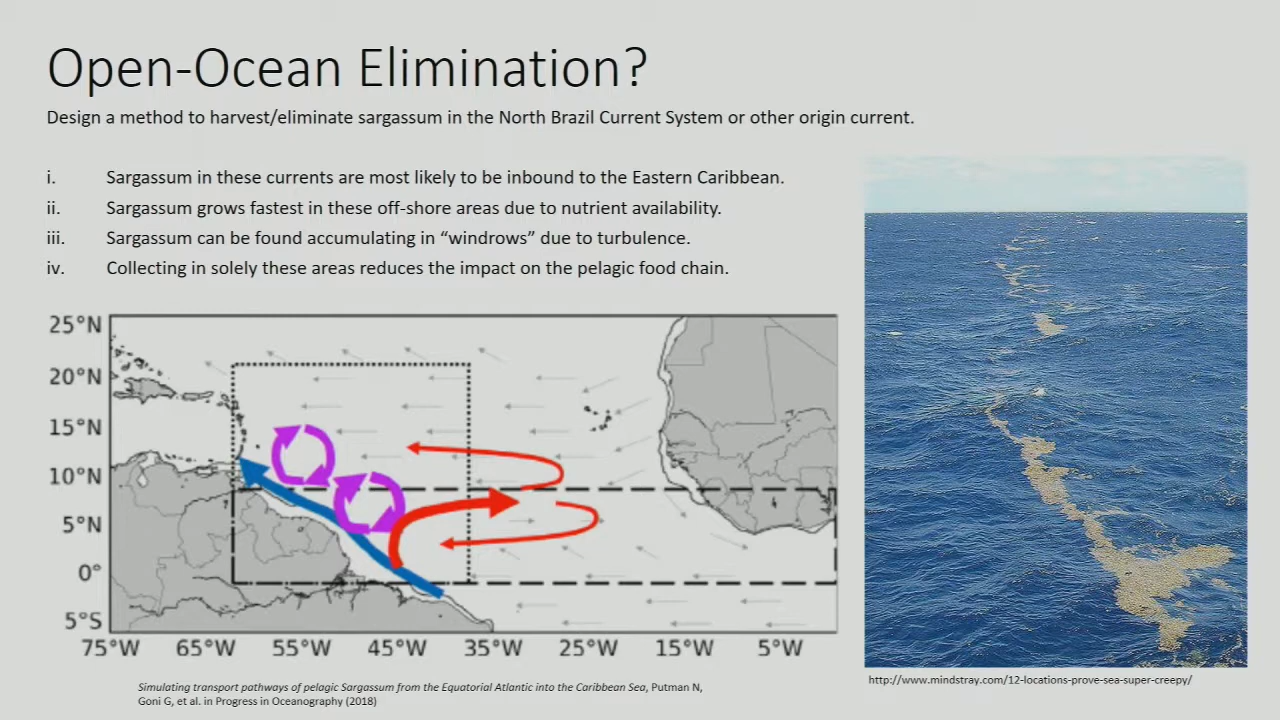 Open-Ocean Elimination?
Design a method to harvest/eliminate sargassum in the North Brazil Current System or other origin current.
i. Sargassum in these currents are most likely to be inbound to the Eastern Caribbean.
ii. Sargassum grows fastest in these off-shore areas due to nutrient availability.
iii. Sargassum can be found accumulating in “windrows” due to turbulence.
iv. Collecting in solely these areas reduces the impact on the pelagic food chain.
25°N
20°N
15°N
10°N
5°N
0°
5°S
75°W 65°W 55°W 45°W 35°W 25°W 15°W 5°W
Simulating transport pathways of pelagic Sargassum from the Equatorial Atlantic into the Caribbean Sea, Putman N,
Goni G, et al. in Progress in Oceanography (2018)
http://www.mindstray.com/12-locations-prove-sea-super-creepy/